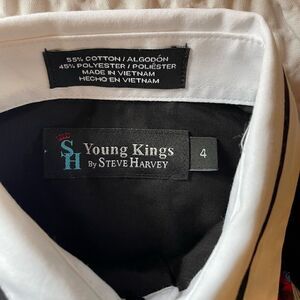 55% COTTON / ALGODÓN
45% POLYESTER / POLIÉSTER
MADE IN VIETNAM
HECHO EN VIETNAM
SH Young Kings
By STEVE HARVEY
4